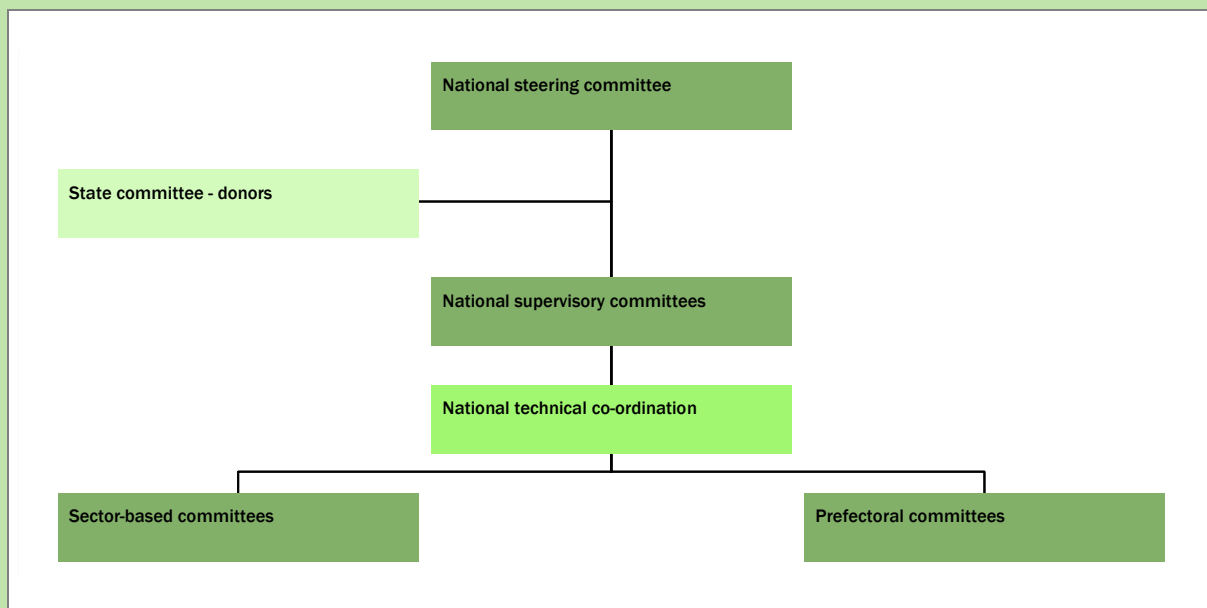 National steering committee
State committee - donors
National supervisory committees
National technical co-ordination
Sector-based committees
Prefectoral committees